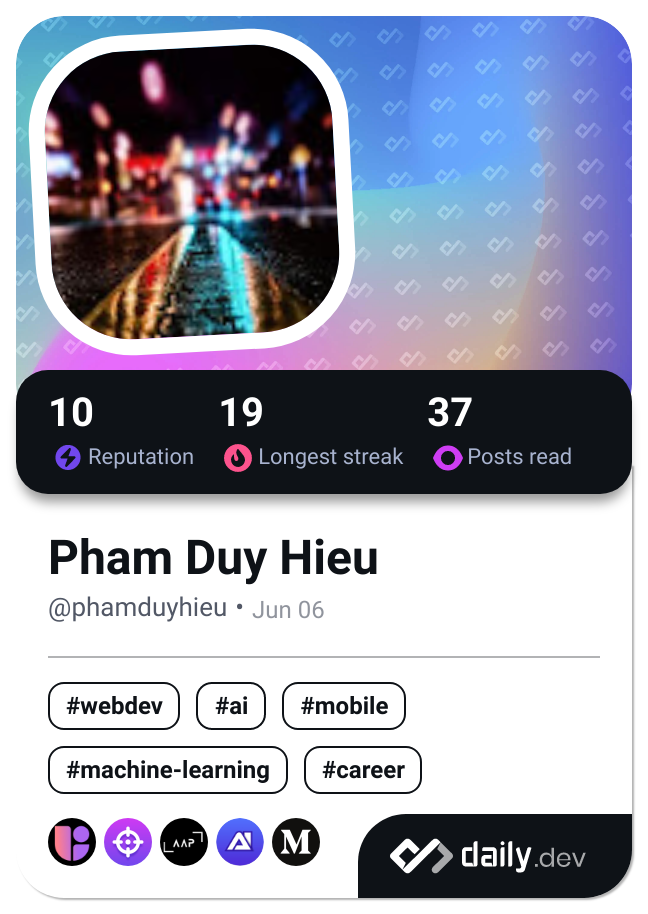 10 19 37
Reputation Longest streak Posts read
Pham Duy Hieu
@phamduyhieu • Jun 06
#webdev #ai #mobile
#machine-learning #career
LAAP M
daily.dev